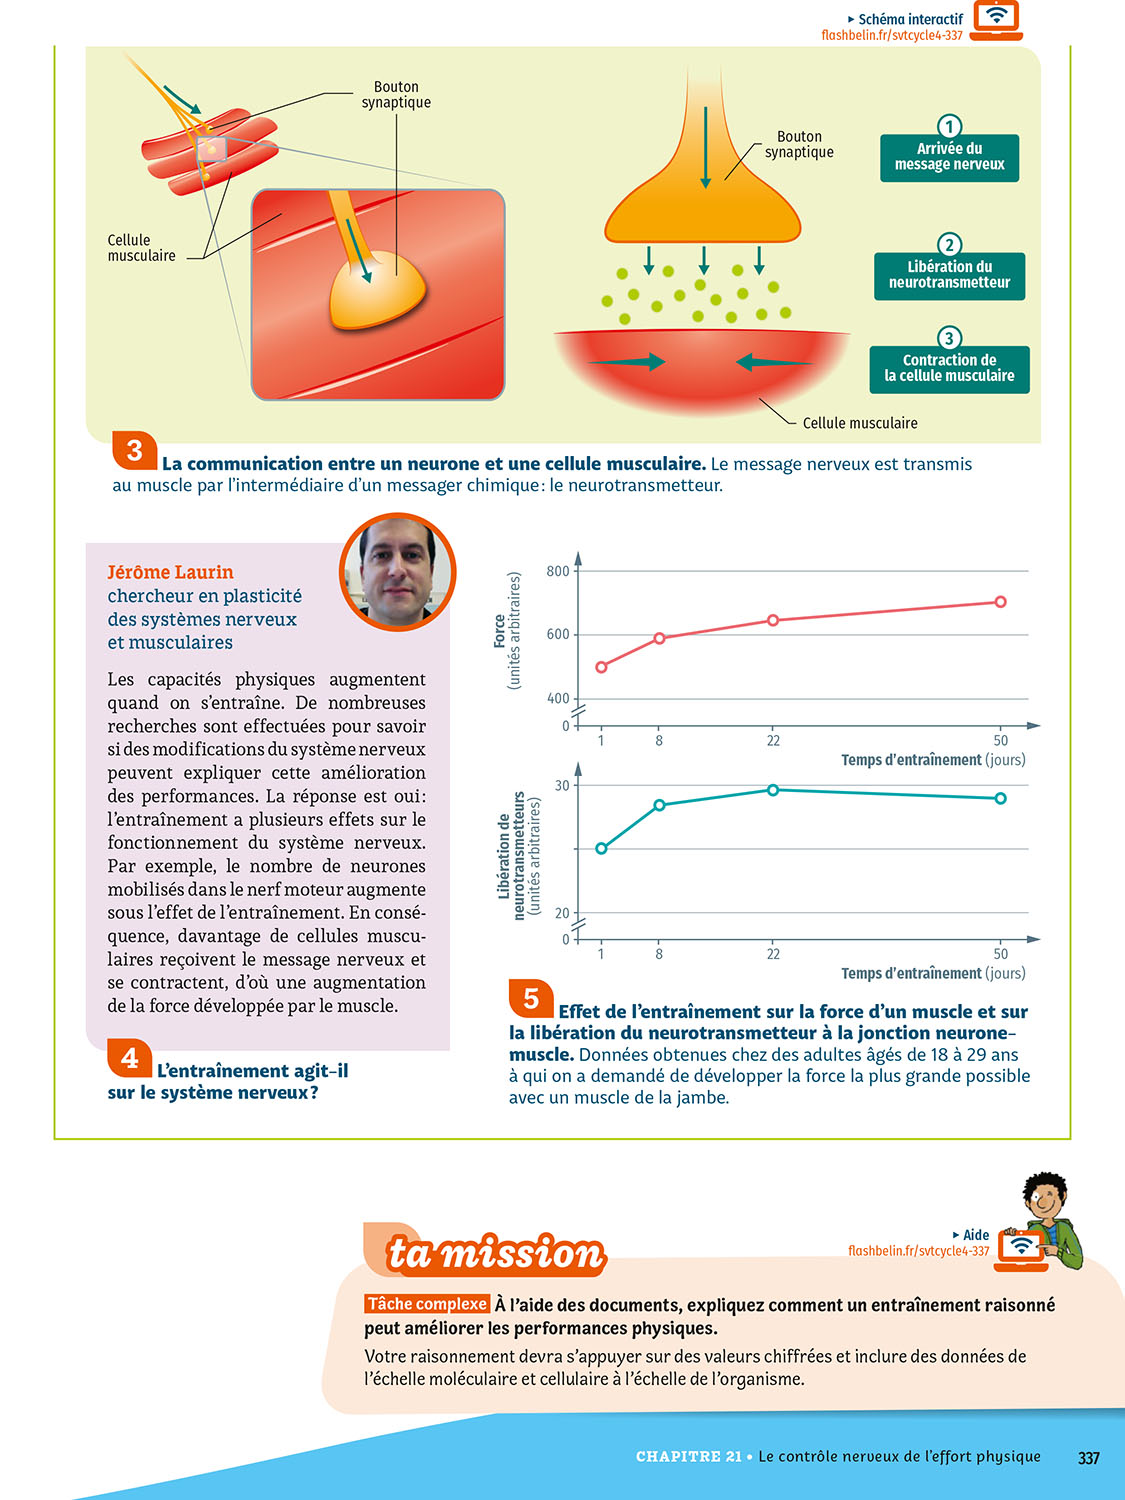 ▸ Schéma interactif
flashbelin.fr/svtcycle4-337
Bouton
synaptique
Cellule
musculaire
Bouton
synaptique
1
Arrivée du
message nerveux
2
Libération du
neurotransmetteur
3
Contraction de
la cellule musculaire
Cellule musculaire
3 La communication entre un neurone et une cellule musculaire. Le message nerveux est transmis
au muscle par l’intermédiaire d’un messager chimique : le neurotransmetteur.
Jérôme Laurin
chercheur en plasticité
des systèmes nerveux
et musculaires
Les capacités physiques augmentent
quand on s’entraîne. De nombreuses
recherches sont effectuées pour savoir
si des modifications du système nerveux
peuvent expliquer cette amélioration
des performances. La réponse est oui :
l’entraînement a plusieurs effets sur le
fonctionnement du système nerveux.
Par exemple, le nombre de neurones
mobilisés dans le nerf moteur augmente
sous l’effet de l’entraînement. En consé-
quence, davantage de cellules muscu-
laires reçoivent le message nerveux et
se contractent, d’où une augmentation
de la force développée par le muscle.
4 L’entraînement agit-il
sur le système nerveux ?
Force
(unités arbitraires)
800
600
400
0
1 8 22 50
Temps d’entraînement (jours)
Libération de
neurotransmetteurs
(unités arbitraires)
30
20
0
1 8 22 50
Temps d’entraînement (jours)
5 Effet de l’entraînement sur la force d’un muscle et sur
la libération du neurotransmetteur à la jonction neurone-
muscle. Données obtenues chez des adultes âgés de 18 à 29 ans
à qui on a demandé de développer la force la plus grande possible
avec un muscle de la jambe.
ta mission
▸ Aide
flashbelin.fr/svtcycle4-337
Tâche complexe À l’aide des documents, expliquez comment un entraînement raisonné
peut améliorer les performances physiques.
Votre raisonnement devra s’appuyer sur des valeurs chiffrées et inclure des données de
l’échelle moléculaire et cellulaire à l’échelle de l’organisme.
CHAPITRE 21 • Le contrôle nerveux de l’effort physique 337